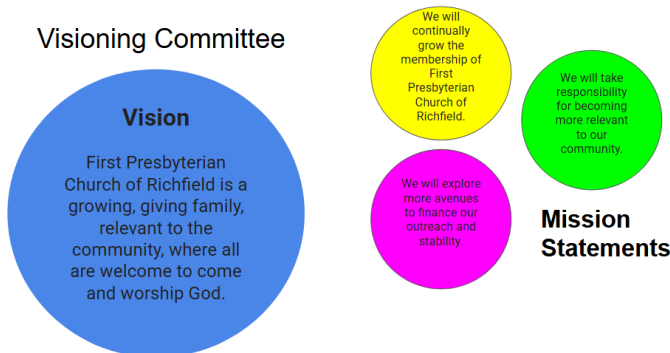 Visioning Committee
Vision
First Presbyterian
Church of Richfield is a
growing, giving family,
relevant to the
community, where all
are welcome to come
and worship God.
We will
continually
grow the
membership of
First
Presbyterian
Church of
Richfield.
We will take
responsibility
for becoming
more relevant
to our
community.
We will explore
more avenues
to finance our
outreach and
stability.
Mission
Statements